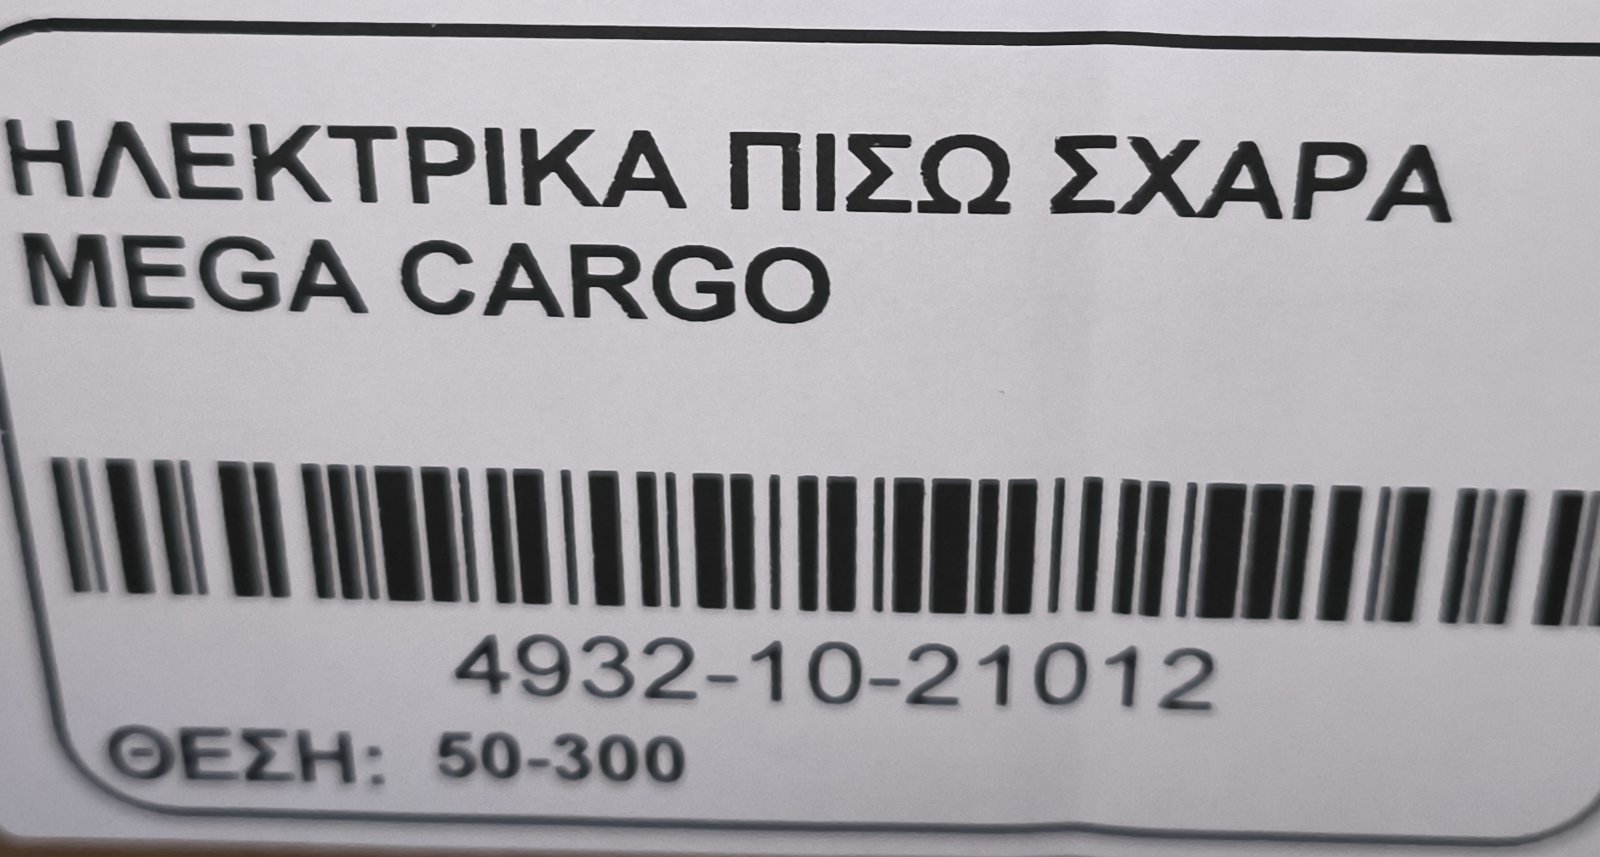 ΗΛΕΚΤΡΙΚΑ ΠΙΣΩ ΣΧΑΡΑ
MEGA CARGO
4932-10-21012
ΘΕΣΗ: 50-300